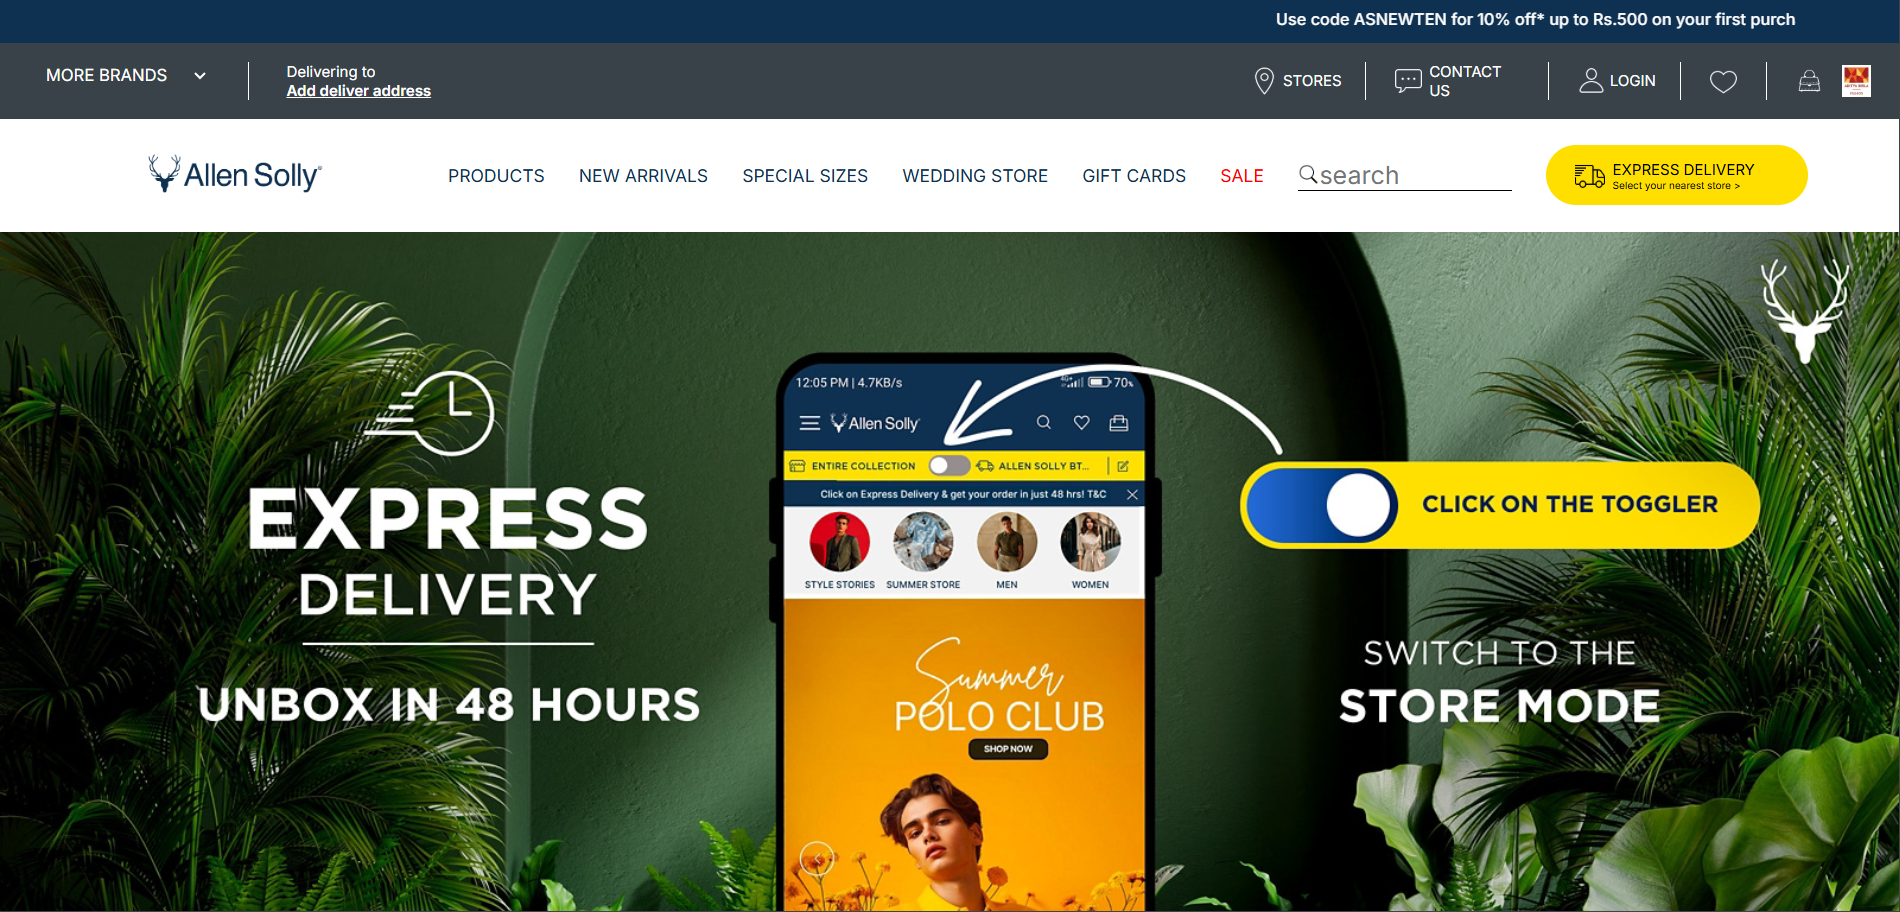 Use code ASNEWTEN for 10% off* up to Rs.500 on your first purch
MORE BRANDS
Delivering to
Add deliver address
STORES
CONTACT
US
LOGIN
Allen Solly
PRODUCTS
NEW ARRIVALS
SPECIAL SIZES
WEDDING STORE
GIFT CARDS
SALE
search
EXPRESS DELIVERY
Select your nearest store >
EXPRESS
DELIVERY
UNBOX IN 48 HOURS
12:05 PM | 4.7KB/s
70%
Allen Solly
ENTIRE COLLECTION
ALLEN SOLLY BT...
Click on Express Delivery & get your order in just 48 hrs! T&C
STYLE STORIES
SUMMER STORE
MEN
WOMEN
Summer
POLO CLUB
SHOP NOW
CLICK ON THE TOGGLER
SWITCH TO THE
STORE MODE